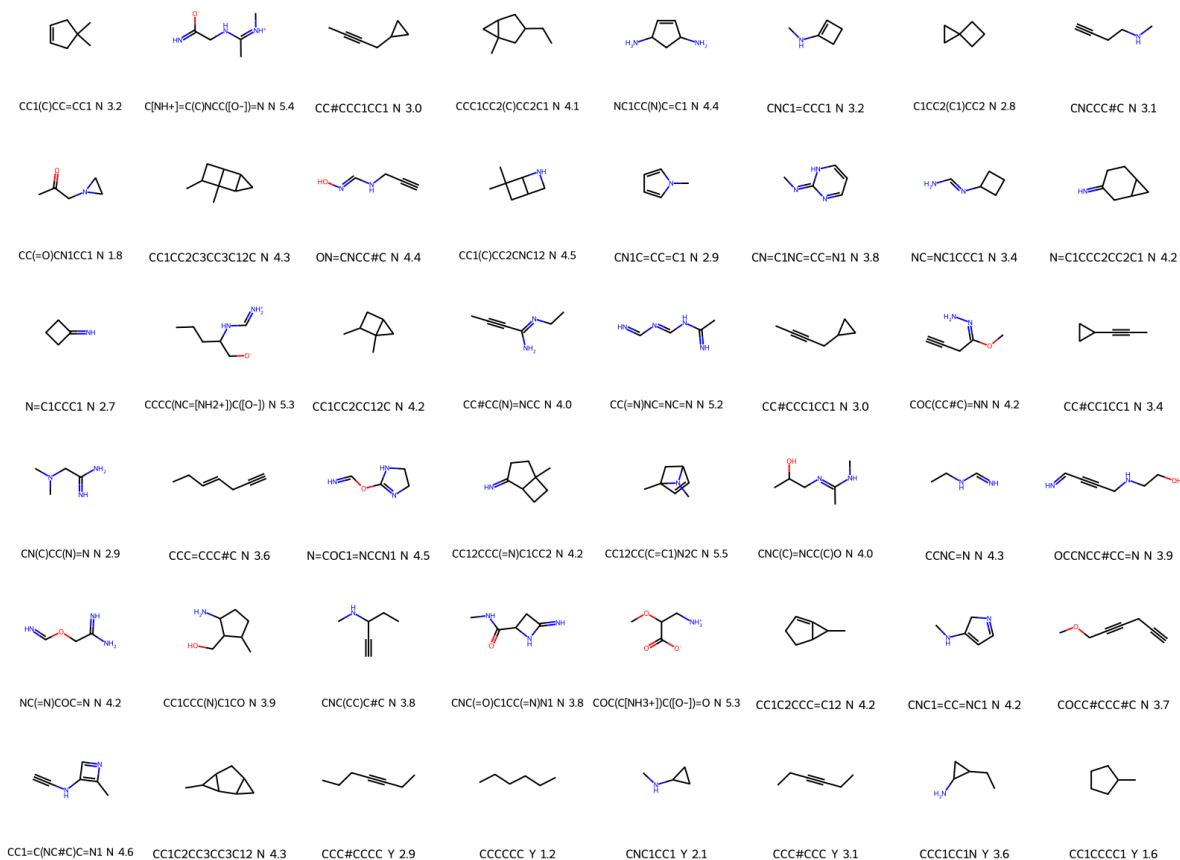 CC1(C)CC=CC1 N 3.2
C[NH+]=C(C)NCC([O-])=N N 5.4
CC#CCC1CC1 N 3.0
CCC1CC2(C)CC2C1 N 4.1
NC1CC(N)C=C1 N 4.4
CNC1=CCC1 N 3.2
C1CC2(C1)CC2 N 2.8
CNCCC#C N 3.1
CC(=O)CN1CC1 N 1.8
CC1CC2C3CC3C12C N 4.3
ON=CNCC#C N 4.4
CC1(C)CC2CNC12 N 4.5
CN1C=CC=C1 N 2.9
CN=C1NC=CC=N1 N 3.8
NC=NC1CCC1 N 3.4
N=C1CCC2CC2C1 N 4.2
N=C1CCC1 N 2.7
CCCC(NC=[NH2+])C([O-]) N 5.3
CC1CC2CC12C N 4.2
CC#CC(N)=NCC N 4.0
CC(=N)NC=NC=N N 5.2
CC#CCC1CC1 N 3.0
COC(CC#C)=NN N 4.2
CC#CC1CC1 N 3.4
CN(C)CC(N)=N N 2.9
CCC=CCC#C N 3.6
N=COC1=NCCN1 N 4.5
CC12CCC(=N)C1CC2 N 4.2
CC12CC(C=C1)N2C N 5.5
CNC(C)=NCC(C)O N 4.0
CCNC=N N 4.3
OCCNCC#CC=N N 3.9
NC(=N)COC=N N 4.2
CC1CCC(N)C1CO N 3.9
CNC(CC)C#C N 3.8
CNC(=O)C1CC(=N)N1 N 3.8
COC(C[NH3+])C([O-])=O N 5.3
CC1C2CCC=C12 N 4.2
CNC1=CC=NC1 N 4.2
COCC#CCC#C N 3.7
CC1=C(NC#C)C=N1 N 4.6
CC1C2CC3CC3C12 N 4.3
CCC#CCCC Y 2.9
CCCCCC Y 1.2
CNC1CC1 Y 2.1
CCC#CCC Y 3.1
CCC1CC1N Y 3.6
CC1CCCC1 Y 1.6